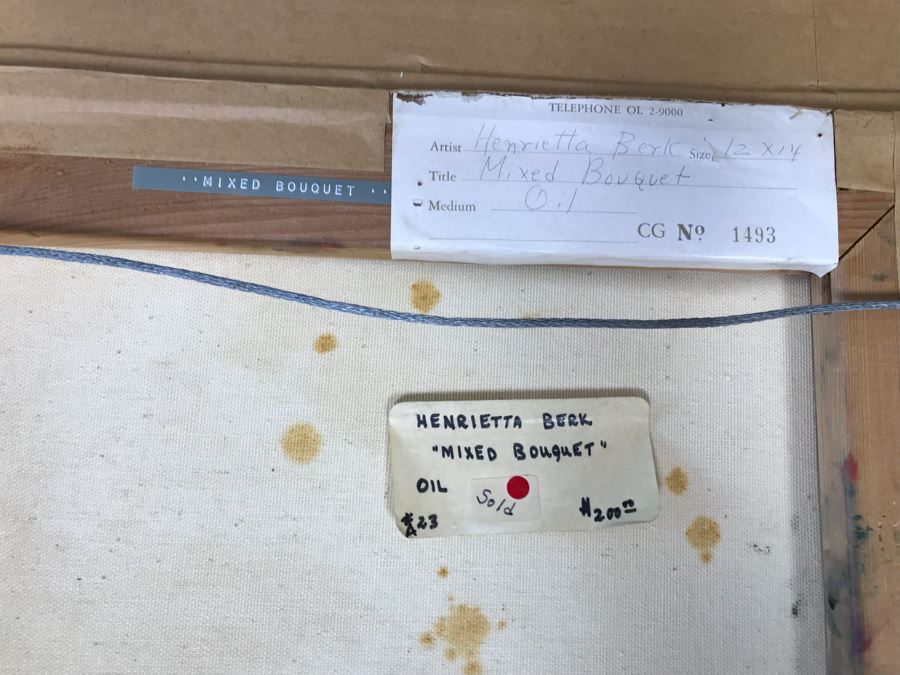 TELEPHONE OL 2-9000
Artist Henrietta Berk Size 12 X 14
Title Mixed Bouquet
Medium Oil
CG No 1493
"MIXED BOUQUET "
HENRIETTA BERK
"MIXED BOUQUET"
OIL
Sold
#23 $200.00